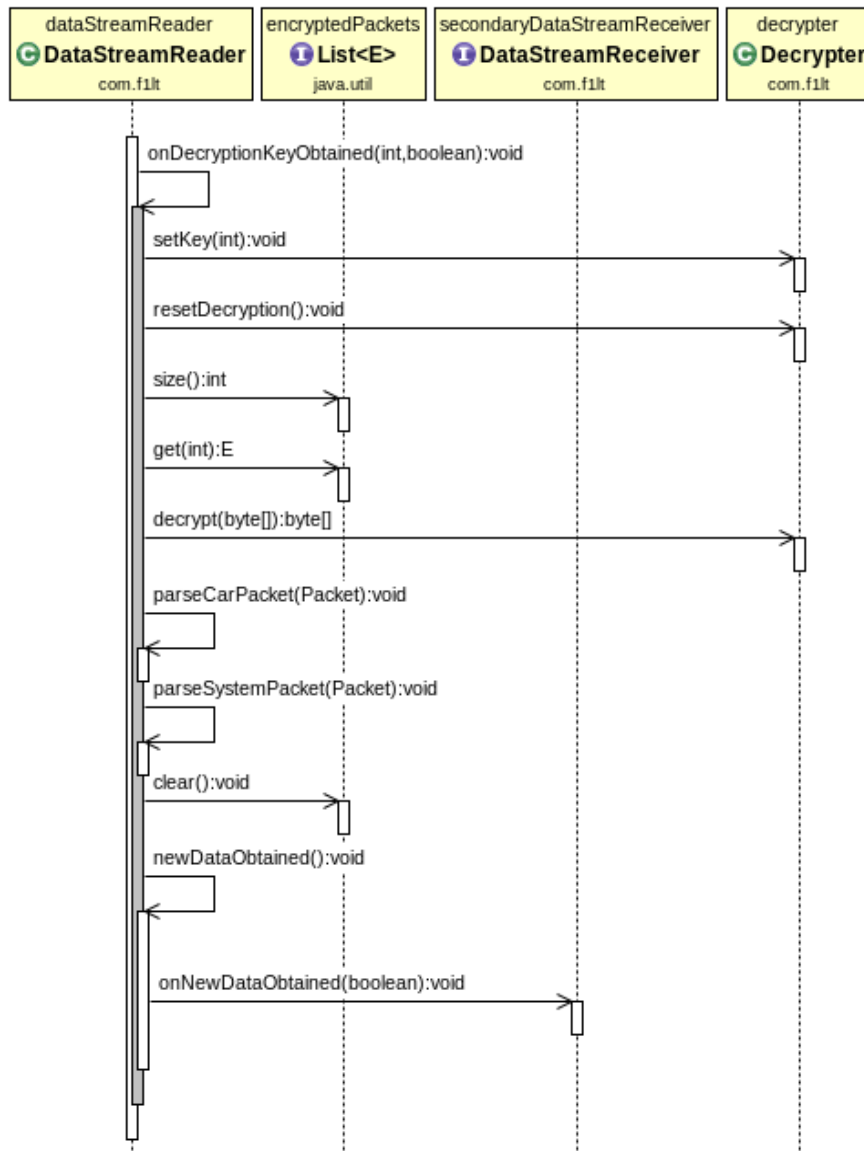 dataStreamReader
C DataStreamReader
com.f1lt
encryptedPackets
I List<E>
java.util
secondaryDataStreamReceiver
I DataStreamReceiver
com.f1lt
decrypter
C Decrypter
com.f1lt
onDecryptionKeyObtained(int,boolean):void
setKey(int):void
resetDecryption():void
size():int
get(int):E
decrypt(byte[]):byte[]
parseCarPacket(Packet):void
parseSystemPacket(Packet):void
clear():void
newDataObtained():void
onNewDataObtained(boolean):void